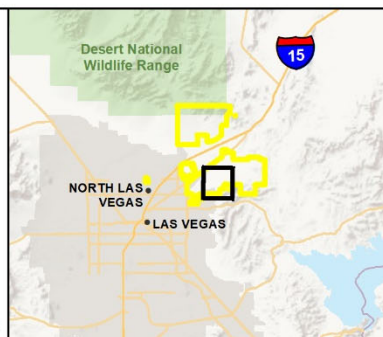 Desert National
Wildlife Range
15
NORTH LAS
VEGAS
LAS VEGAS